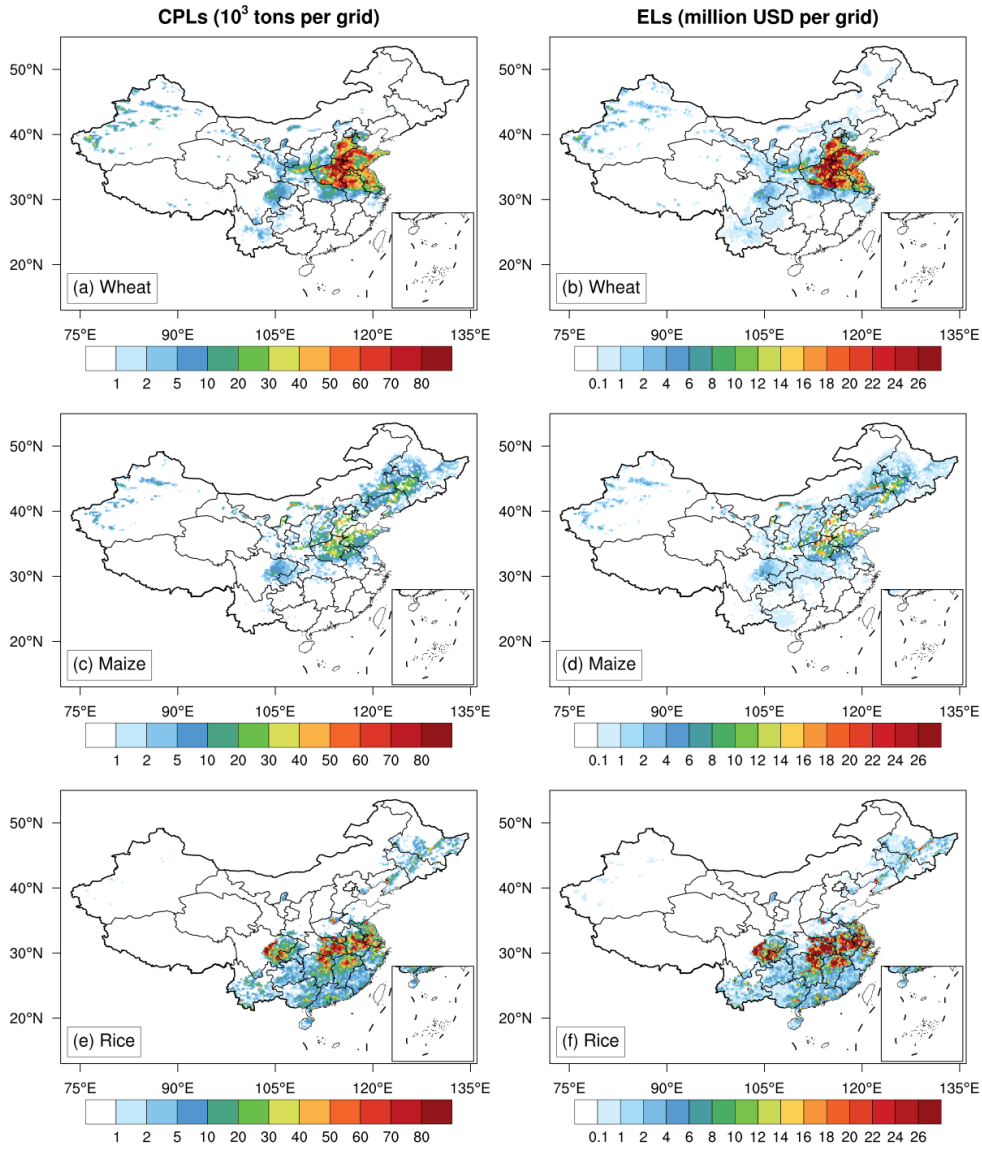 CPLs (10³ tons per grid) ELs (million USD per grid)
50°N 50°N
40°N 40°N
30°N 30°N
20°N 20°N
(a) Wheat (b) Wheat
75°E 90°E 105°E 120°E 135°E 75°E 90°E 105°E 120°E 135°E
1 2 5 10 20 30 40 50 60 70 80 0.1 1 2 4 6 8 10 12 14 16 18 20 22 24 26
50°N 50°N
40°N 40°N
30°N 30°N
20°N 20°N
(c) Maize (d) Maize
75°E 90°E 105°E 120°E 135°E 75°E 90°E 105°E 120°E 135°E
1 2 5 10 20 30 40 50 60 70 80 0.1 1 2 4 6 8 10 12 14 16 18 20 22 24 26
50°N 50°N
40°N 40°N
30°N 30°N
20°N 20°N
(e) Rice (f) Rice
75°E 90°E 105°E 120°E 135°E 75°E 90°E 105°E 120°E 135°E
1 2 5 10 20 30 40 50 60 70 80 0.1 1 2 4 6 8 10 12 14 16 18 20 22 24 26